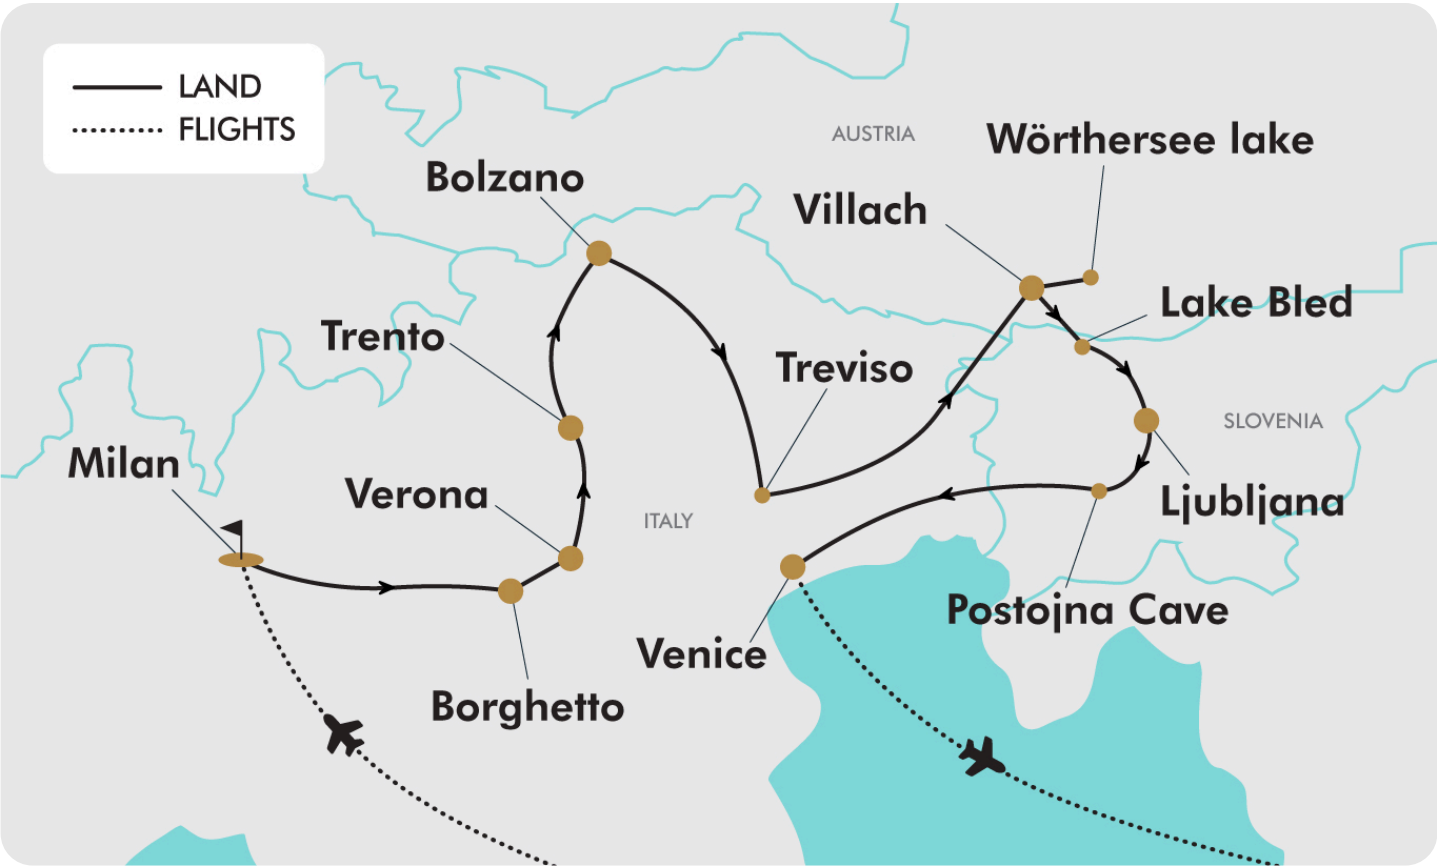 LAND
FLIGHTS
AUSTRIA
Wörthersee lake
Bolzano
Villach
Lake Bled
Trento
Treviso
SLOVENIA
Milan
Verona
Ljubljana
ITALY
Postojna Cave
Venice
Borghetto